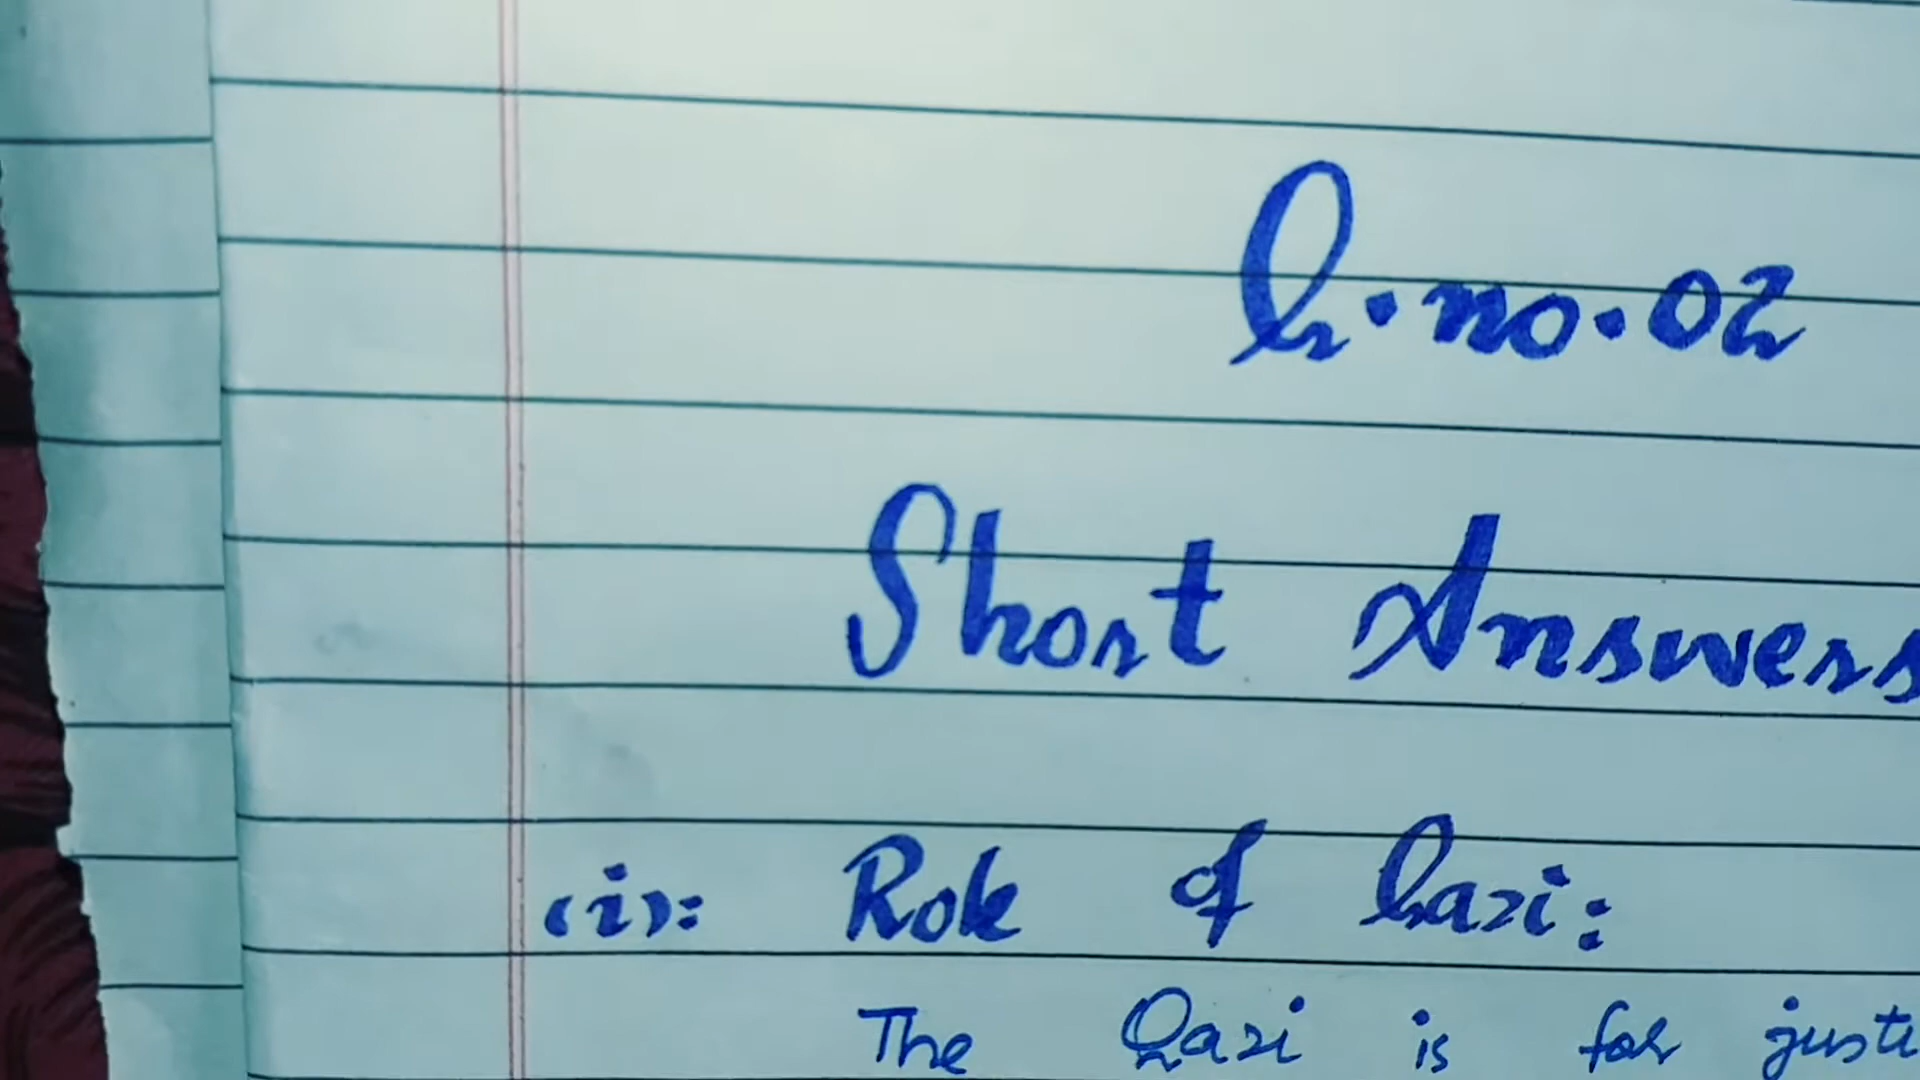 Q.no.02
Short Answers
(i):- Role of Qazi:
The Qazi is for